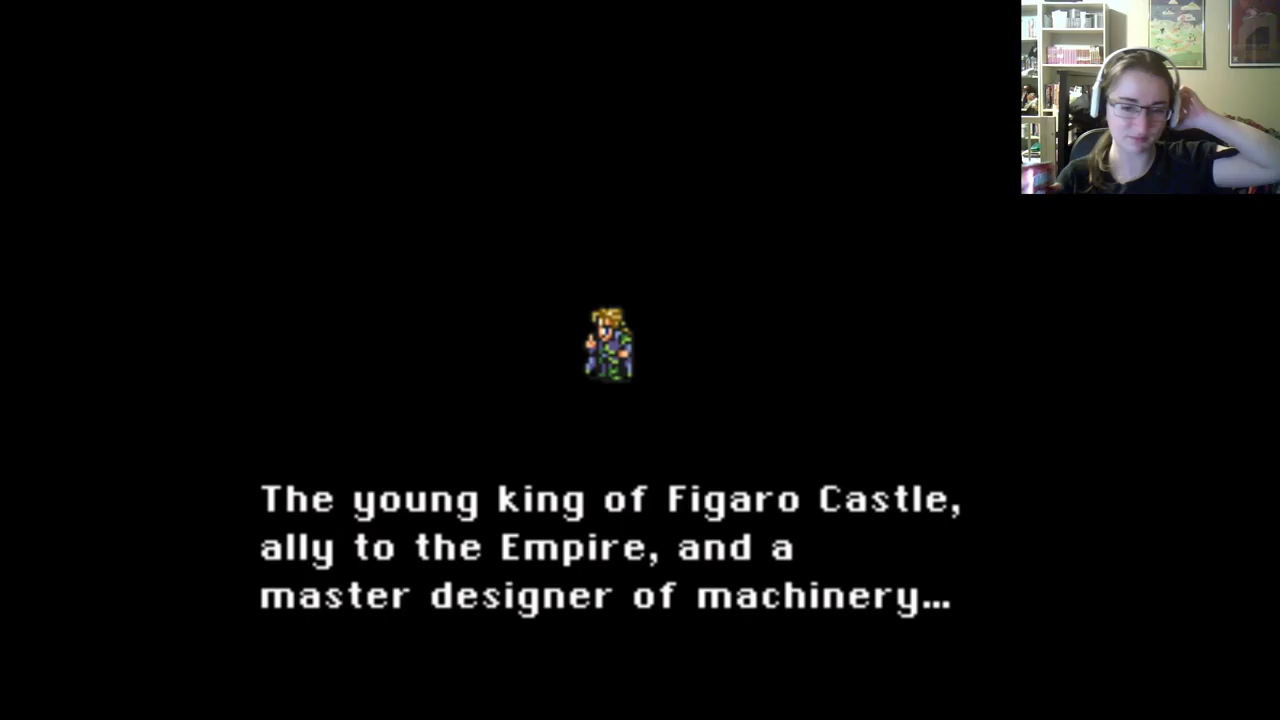 The young king of Figaro Castle,
ally to the Empire, and a
master designer of machinery…